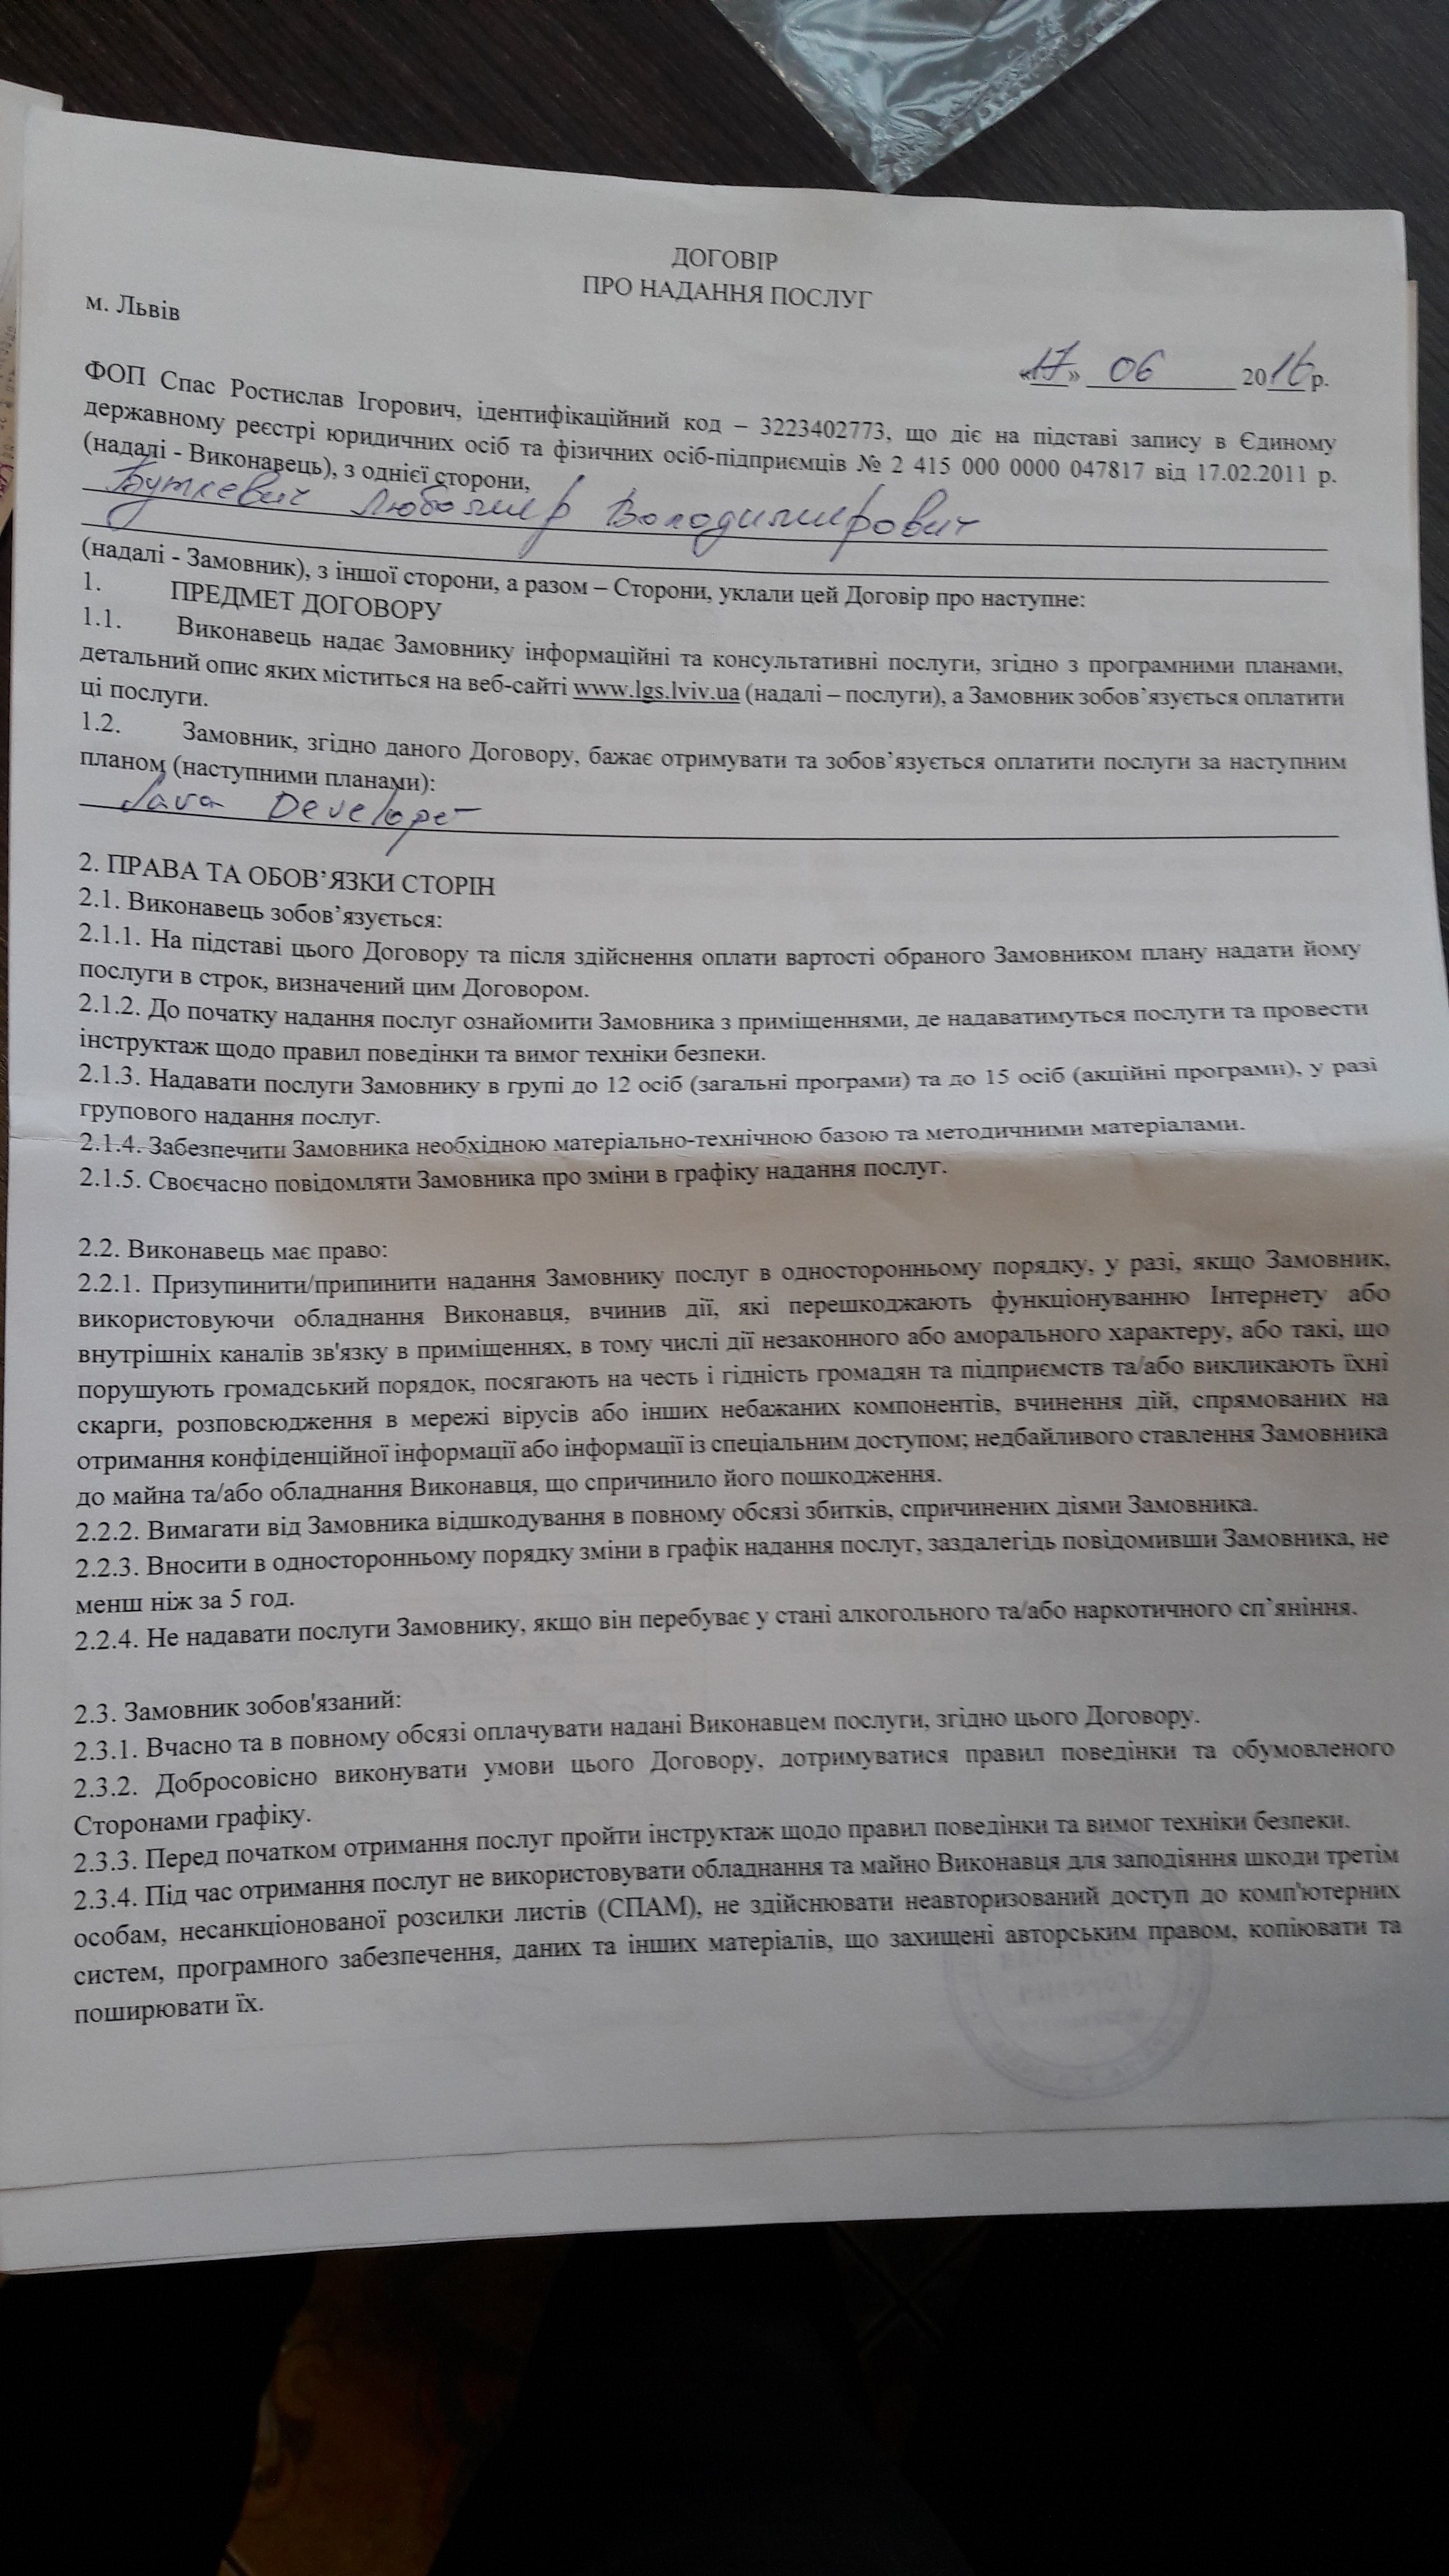 ДОГОВІР
ПРО НАДАННЯ ПОСЛУГ
м. Львів
«17» 06 2016 р.
ФОП Спас Ростислав Ігорович, ідентифікаційний код – 3223402773, що діє на підставі запису в Єдиному
державному реєстрі юридичних осіб та фізичних осіб-підприємців № 2 415 000 0000 047817 від 17.02.2011 р.
(надалі - Виконавець), з однієї сторони,
Буткевич Любомир Володимирович
(надалі - Замовник), з іншої сторони, а разом – Сторони, уклали цей Договір про наступне:
1. ПРЕДМЕТ ДОГОВОРУ
1.1. Виконавець надає Замовнику інформаційні та консультативні послуги, згідно з програмними планами,
детальний опис яких міститься на веб-сайті www.lgs.lviv.ua (надалі – послуги), а Замовник зобов’язується оплатити
ці послуги.
1.2. Замовник, згідно даного Договору, бажає отримувати та зобов’язується оплатити послуги за наступним
планом (наступними планами):
Java Developer
2. ПРАВА ТА ОБОВ’ЯЗКИ СТОРІН
2.1. Виконавець зобов’язується:
2.1.1. На підставі цього Договору та після здійснення оплати вартості обраного Замовником плану надати йому
послуги в строк, визначений цим Договором.
2.1.2. До початку надання послуг ознайомити Замовника з приміщеннями, де надаватимуться послуги та провести
інструктаж щодо правил поведінки та вимог техніки безпеки.
2.1.3. Надавати послуги Замовнику в групі до 12 осіб (загальні програми) та до 15 осіб (акційні програми), у разі
групового надання послуг.
2.1.4. Забезпечити Замовника необхідною матеріально-технічною базою та методичними матеріалами.
2.1.5. Своєчасно повідомляти Замовника про зміни в графіку надання послуг.
2.2. Виконавець має право:
2.2.1. Призупинити/припинити надання Замовнику послуг в односторонньому порядку, у разі, якщо Замовник,
використовуючи обладнання Виконавця, вчинив дії, які перешкоджають функціонуванню Інтернету або
внутрішніх каналів зв'язку в приміщеннях, в тому числі дії незаконного або аморального характеру, або такі, що
порушують громадський порядок, посягають на честь і гідність громадян та підприємств та/або викликають їхні
скарги, розповсюдження в мережі вірусів або інших небажаних компонентів, вчинення дій, спрямованих на
отримання конфіденційної інформації або інформації із спеціальним доступом; недбайливого ставлення Замовника
до майна та/або обладнання Виконавця, що спричинило його пошкодження.
2.2.2. Вимагати від Замовника відшкодування в повному обсязі збитків, спричинених діями Замовника.
2.2.3. Вносити в односторонньому порядку зміни в графік надання послуг, заздалегідь повідомивши Замовника, не
менш ніж за 5 год.
2.2.4. Не надавати послуги Замовнику, якщо він перебуває у стані алкогольного та/або наркотичного сп’яніння.
2.3. Замовник зобов'язаний:
2.3.1. Вчасно та в повному обсязі оплачувати надані Виконавцем послуги, згідно цього Договору.
2.3.2. Добросовісно виконувати умови цього Договору, дотримуватися правил поведінки та обумовленого
Сторонами графіку.
2.3.3. Перед початком отримання послуг пройти інструктаж щодо правил поведінки та вимог техніки безпеки.
2.3.4. Під час отримання послуг не використовувати обладнання та майно Виконавця для заподіяння шкоди третім
особам, несанкціонованої розсилки листів (СПАМ), не здійснювати неавторизований доступ до комп'ютерних
систем, програмного забезпечення, даних та інших матеріалів, що захищені авторським правом, копіювати та
поширювати їх.